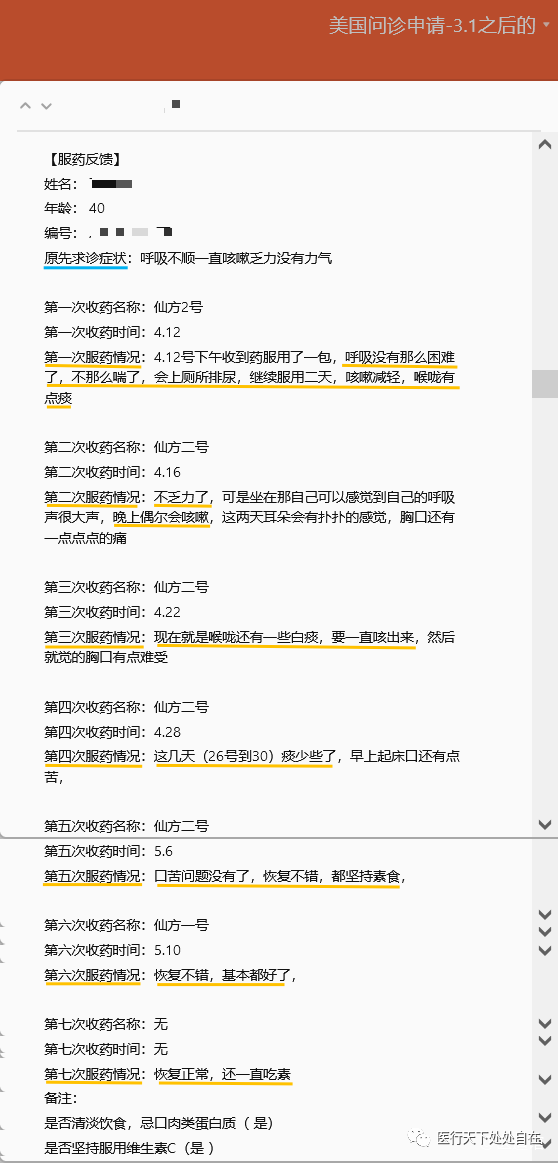 美国问诊申请-3.1之后的
【服药反馈】
姓名：
年龄： 40
编号：
原先求诊症状：呼吸不顺一直咳嗽乏力没有力气
第一次收药名称：仙方2号
第一次收药时间：4.12
第一次服药情况：4.12号下午收到药服用了一包，呼吸没有那么困难
了，不那么喘了，会上厕所排尿，继续服用二天，咳嗽减轻，喉咙有
点痰
第二次收药名称：仙方二号
第二次收药时间：4.16
第二次服药情况：不乏力了，可是坐在那自己可以感觉到自己的呼吸
声很大声，晚上偶尔会咳嗽，这两天耳朵会有扑扑的感觉，胸口还有
一点点点的痛
第三次收药名称：仙方二号
第三次收药时间：4.22
第三次服药情况：现在就是喉咙还有一些白痰，要一直咳出来，然后
就觉的胸口有点难受
第四次收药名称：仙方二号
第四次收药时间：4.28
第四次服药情况：这几天（26号到30）痰少些了，早上起床口还有点
苦，
第五次收药名称：仙方二号
第五次收药时间：5.6
第五次服药情况：口苦问题没有了，恢复不错，都坚持素食，
第六次收药名称：仙方一号
第六次收药时间：5.10
第六次服药情况：恢复不错，基本都好了，
第七次收药名称：无
第七次收药时间：无
第七次服药情况：恢复正常，还一直吃素
备注：
是否清淡饮食，忌口肉类蛋白质（ 是）
是否坚持服用维生素C（是 ）
医行天下处处自在